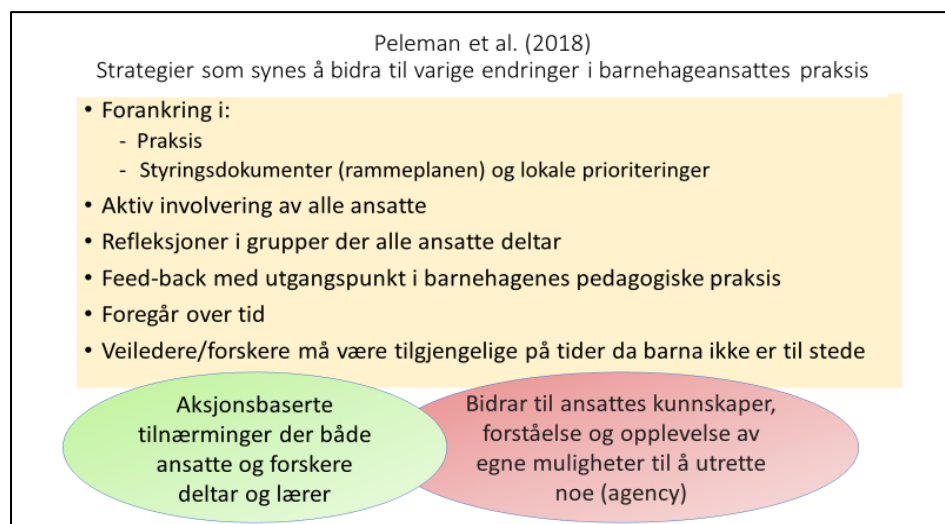 Peleman et al. (2018)
Strategier som synes å bidra til varige endringer i barnehageansattes praksis
• Forankring i:
- Praksis
- Styringsdokumenter (rammeplanen) og lokale prioriteringer
• Aktiv involvering av alle ansatte
• Refleksjoner i grupper der alle ansatte deltar
• Feed-back med utgangspunkt i barnehagenes pedagogiske praksis
• Foregår over tid
• Veiledere/forskere må være tilgjengelige på tider da barna ikke er til stede
Aksjonsbaserte
tilnærminger der både
ansatte og forskere
deltar og lærer
Bidrar til ansattes kunnskaper,
forståelse og opplevelse av
egne muligheter til å utrette
noe (agency)